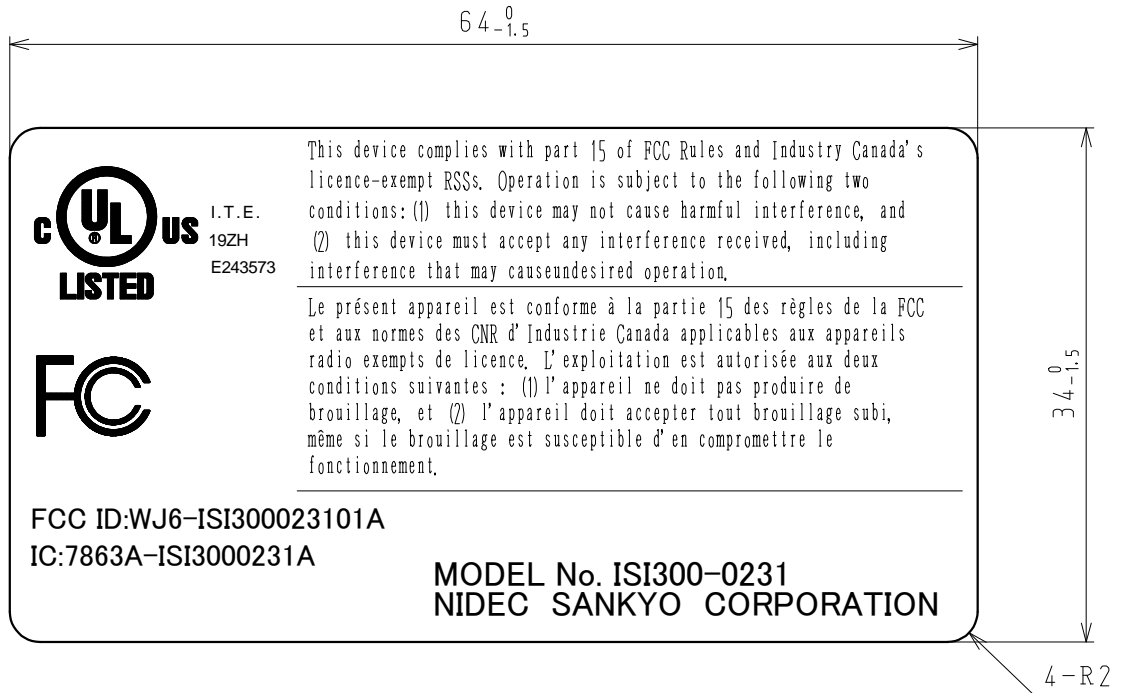 64 0 -1.5
This device complies with part 15 of FCC Rules and Industry Canada's
licence-exempt RSSs. Operation is subject to the following two
conditions: (1) this device may not cause harmful interference, and
(2) this device must accept any interference received, including
interference that may causeundesired operation.
c UL ® US
LISTED
I.T.E.
19ZH
E243573
Le présent appareil est conforme à la partie 15 des règles de la FCC
et aux normes des CNR d'Industrie Canada applicables aux appareils
radio exempts de licence. L'exploitation est autorisée aux deux
conditions suivantes : (1) l'appareil ne doit pas produire de
brouillage, et (2) l'appareil doit accepter tout brouillage subi,
même si le brouillage est susceptible d'en compromettre le
fonctionnement.
FC
FCC ID:WJ6-ISI300023101A
IC:7863A-ISI3000231A
MODEL No. ISI300-0231
NIDEC SANKYO CORPORATION
34 0 -1.5
4-R2